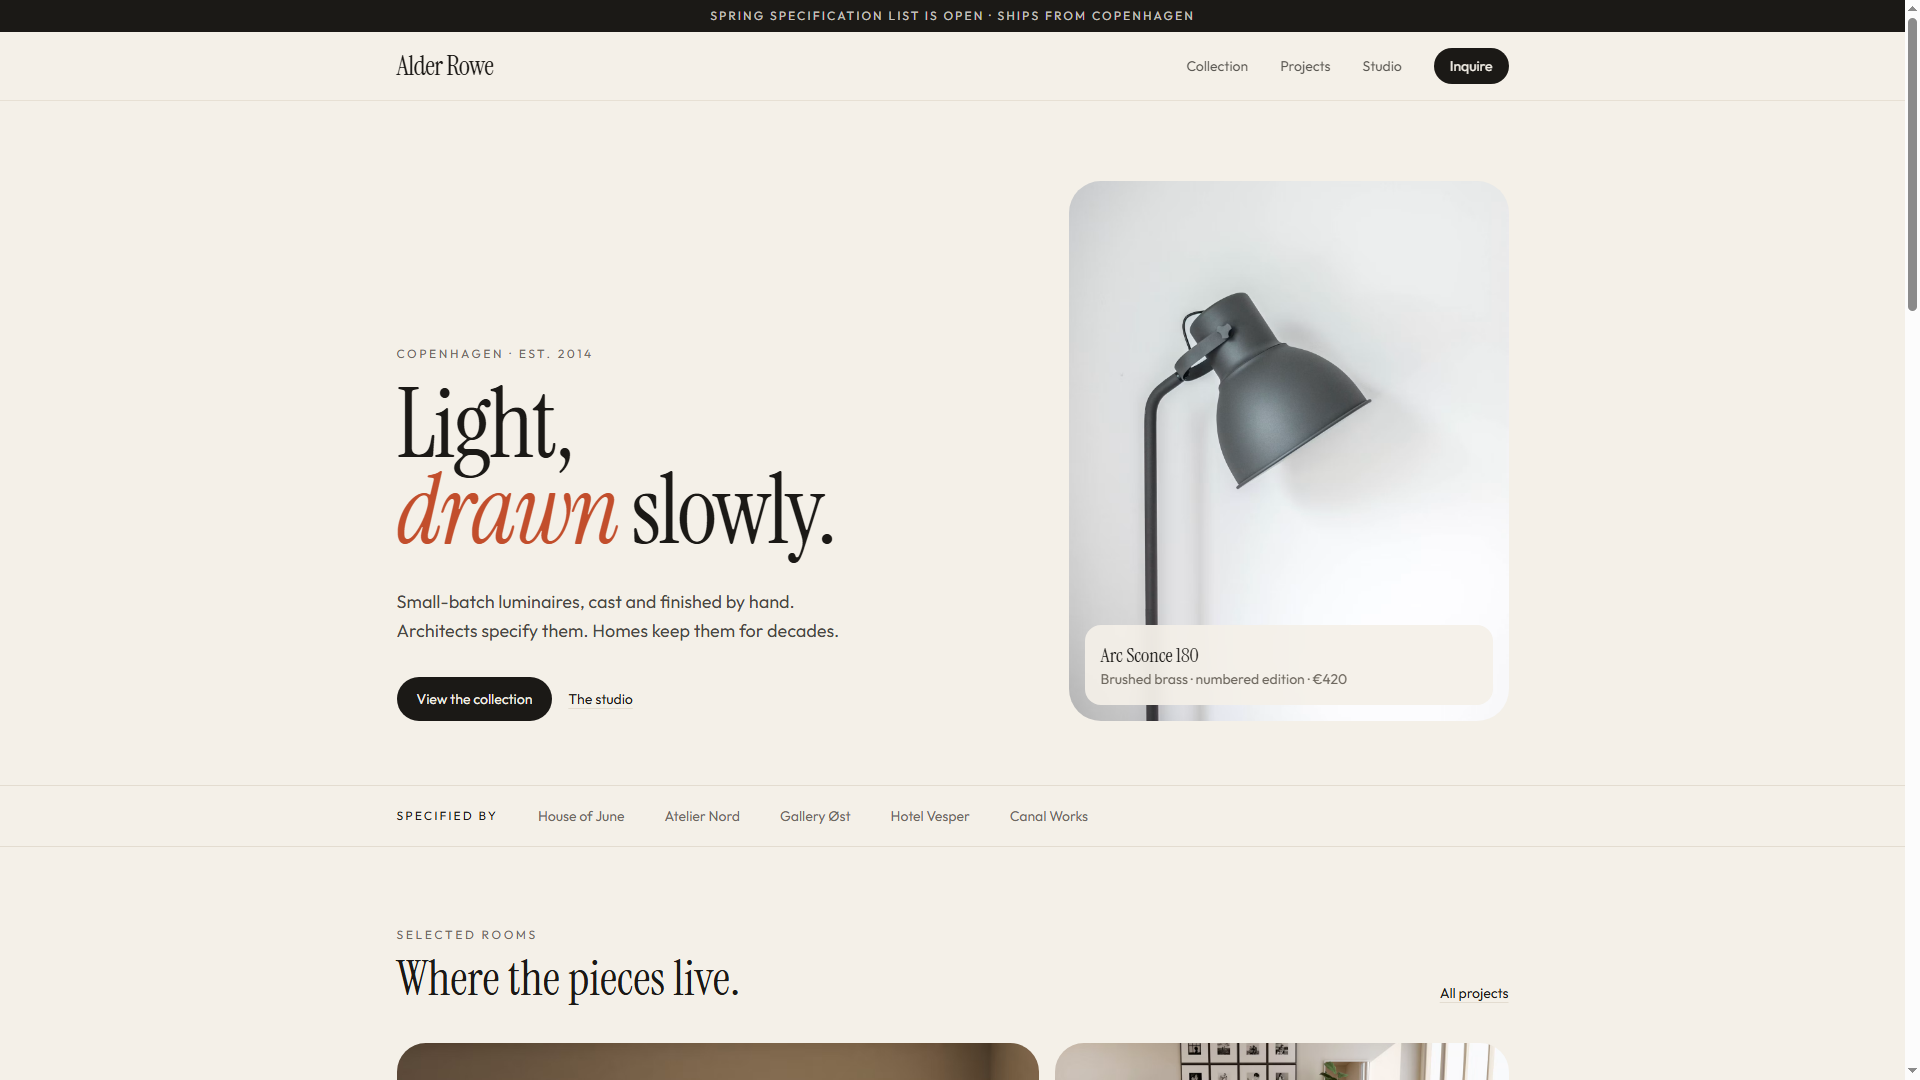 SPRING SPECIFICATION LIST IS OPEN · SHIPS FROM COPENHAGEN
Alder Rowe
Collection
Projects
Studio
Inquire
COPENHAGEN · EST. 2014
Light,
drawn slowly.
Small-batch luminaires, cast and finished by hand.
Architects specify them. Homes keep them for decades.
View the collection
The studio
Arc Sconce 180
Brushed brass · numbered edition · €420
SPECIFIED BY
House of June
Atelier Nord
Gallery Øst
Hotel Vesper
Canal Works
SELECTED ROOMS
Where the pieces live.
All projects